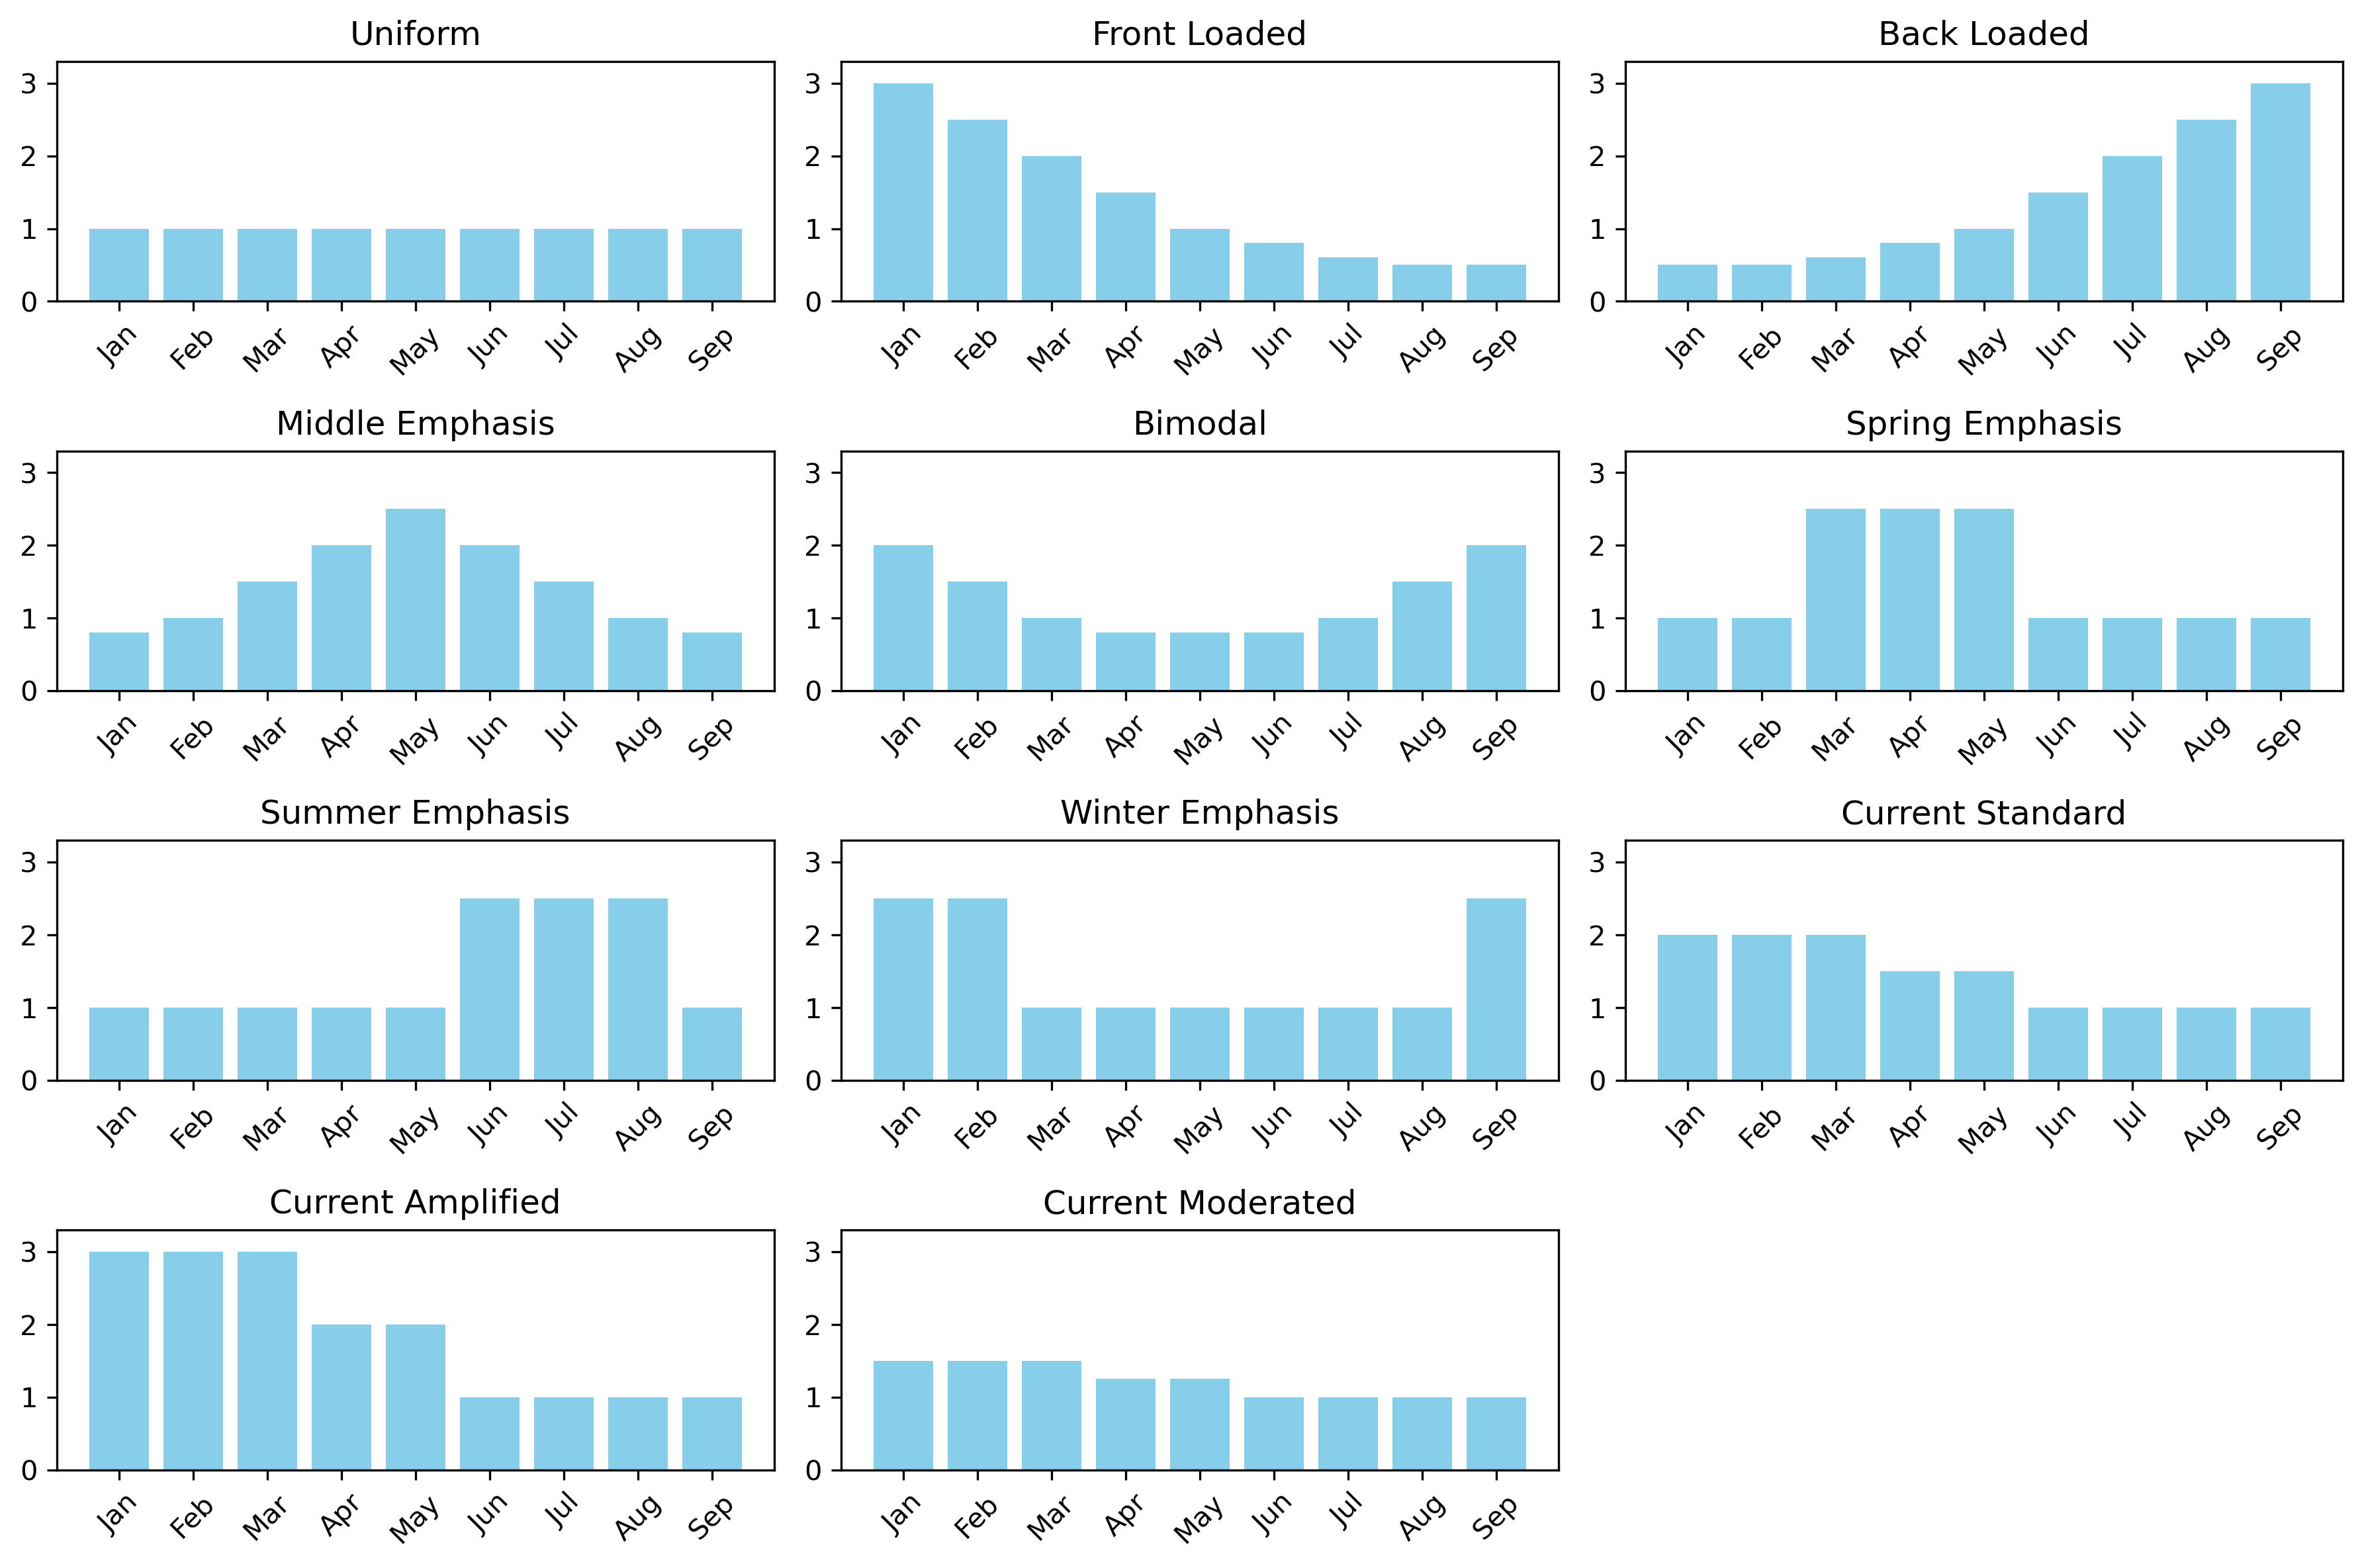 Uniform
3
2
1
0
Jan Feb Mar Apr May Jun Jul Aug Sep
Front Loaded
3
2
1
0
Jan Feb Mar Apr May Jun Jul Aug Sep
Back Loaded
3
2
1
0
Jan Feb Mar Apr May Jun Jul Aug Sep
Middle Emphasis
3
2
1
0
Jan Feb Mar Apr May Jun Jul Aug Sep
Bimodal
3
2
1
0
Jan Feb Mar Apr May Jun Jul Aug Sep
Spring Emphasis
3
2
1
0
Jan Feb Mar Apr May Jun Jul Aug Sep
Summer Emphasis
3
2
1
0
Jan Feb Mar Apr May Jun Jul Aug Sep
Winter Emphasis
3
2
1
0
Jan Feb Mar Apr May Jun Jul Aug Sep
Current Standard
3
2
1
0
Jan Feb Mar Apr May Jun Jul Aug Sep
Current Amplified
3
2
1
0
Jan Feb Mar Apr May Jun Jul Aug Sep
Current Moderated
3
2
1
0
Jan Feb Mar Apr May Jun Jul Aug Sep